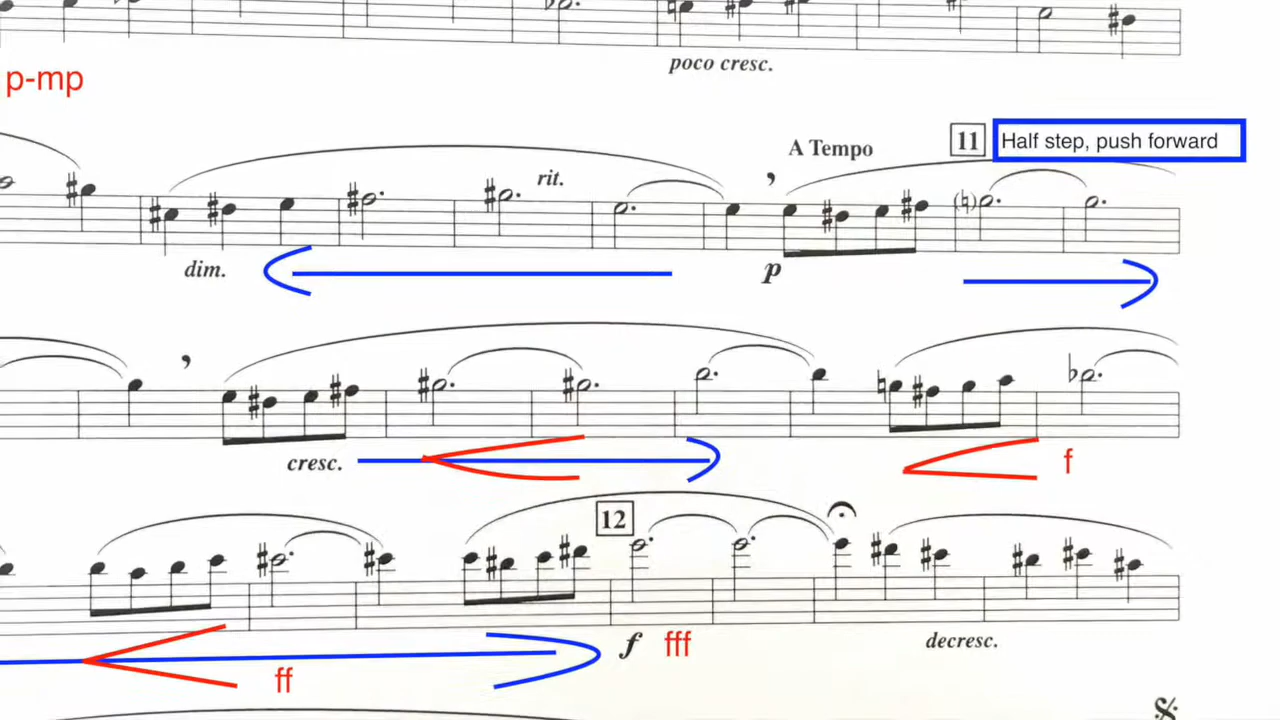 poco cresc.
p-mp
A Tempo
11
Half step, push forward
rit.
dim.
p
cresc.
f
12
f
fff
decresc.
ff